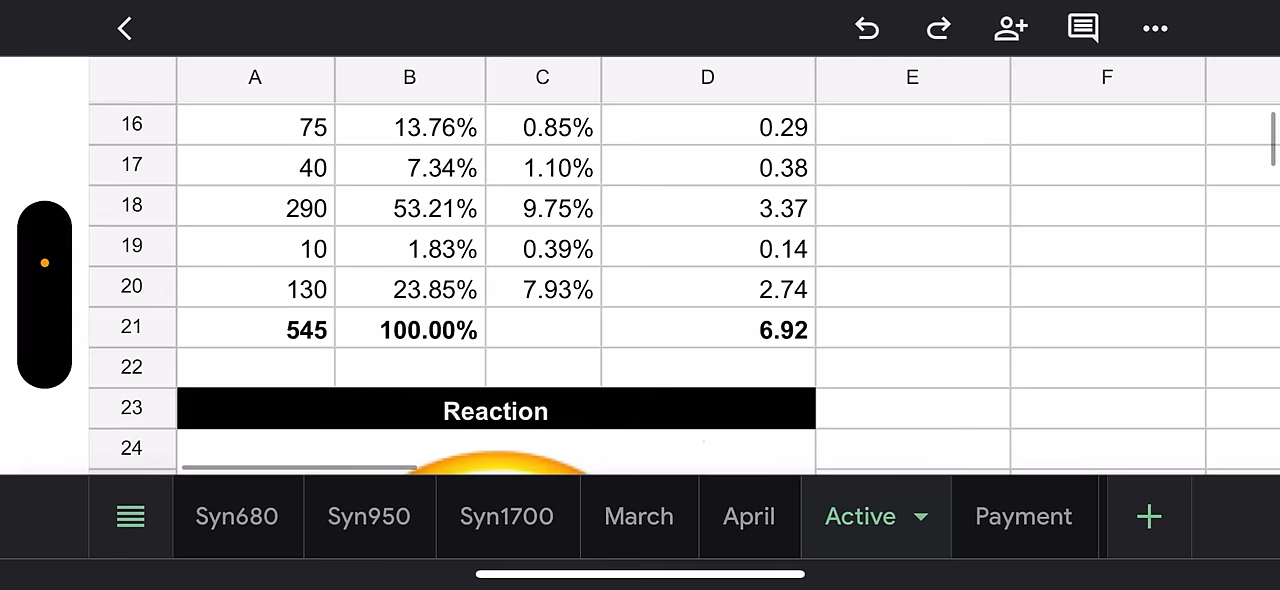 A B C D E F
16 75 13.76% 0.85% 0.29
17 40 7.34% 1.10% 0.38
18 290 53.21% 9.75% 3.37
19 10 1.83% 0.39% 0.14
20 130 23.85% 7.93% 2.74
21 545 100.00% 6.92
22
23 Reaction
24
Syn680 Syn950 Syn1700 March April Active Payment